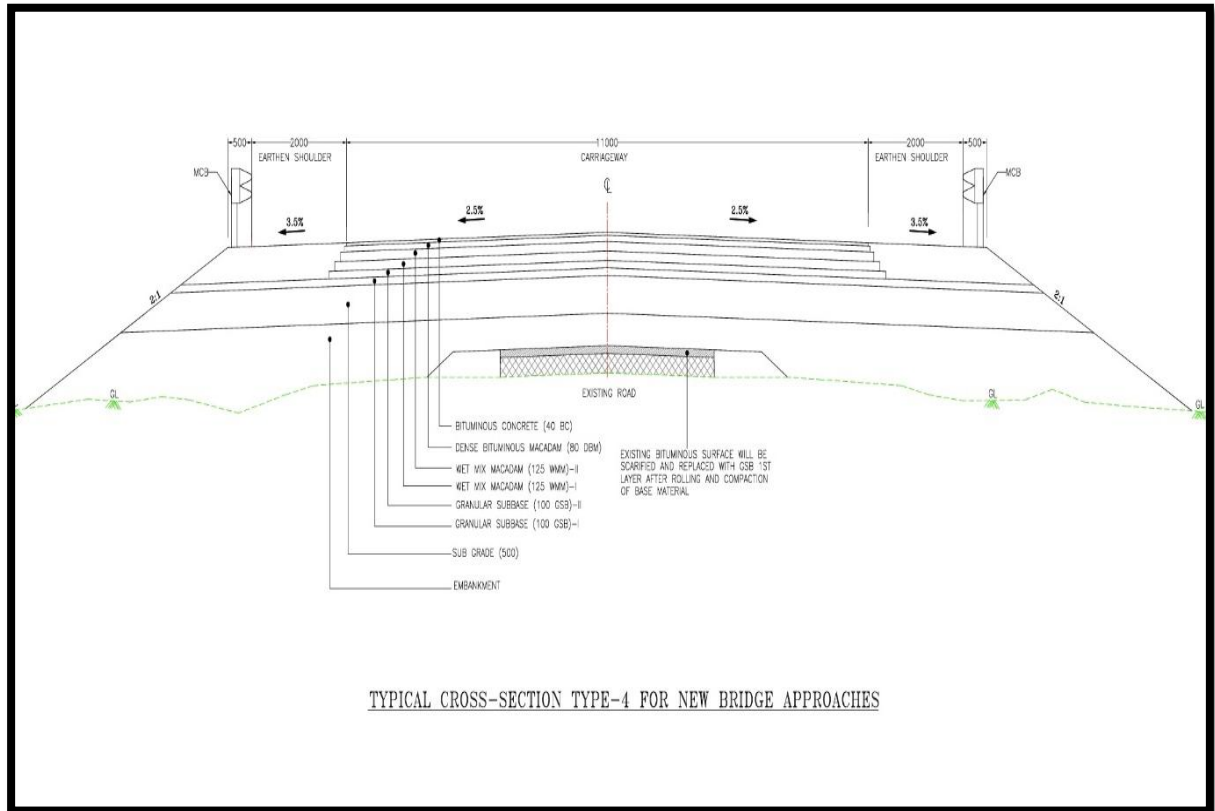 500 2000 11000 2000 500
EARTHEN SHOULDER CARRIAGEWAY EARTHEN SHOULDER
MCB MCB
℄
3.5% 2.5% 2.5% 3.5%
2:1 2:1
GL GL GL GL
EXISTING ROAD
BITUMINOUS CONCRETE (40 BC)
DENSE BITUMINOUS MACADAM (80 DBM)
WET MIX MACADAM (125 WMM)-II
WET MIX MACADAM (125 WMM)-I
GRANULAR SUBBASE (100 GSB)-II
GRANULAR SUBBASE (100 GSB)-I
SUB GRADE (500)
EMBANKMENT
EXISTING BITUMINOUS SURFACE WILL BE
SCARIFIED AND REPLACED WITH GSB 1ST
LAYER AFTER ROLLING AND COMPACTION
OF BASE MATERIAL
TYPICAL CROSS-SECTION TYPE-4 FOR NEW BRIDGE APPROACHES